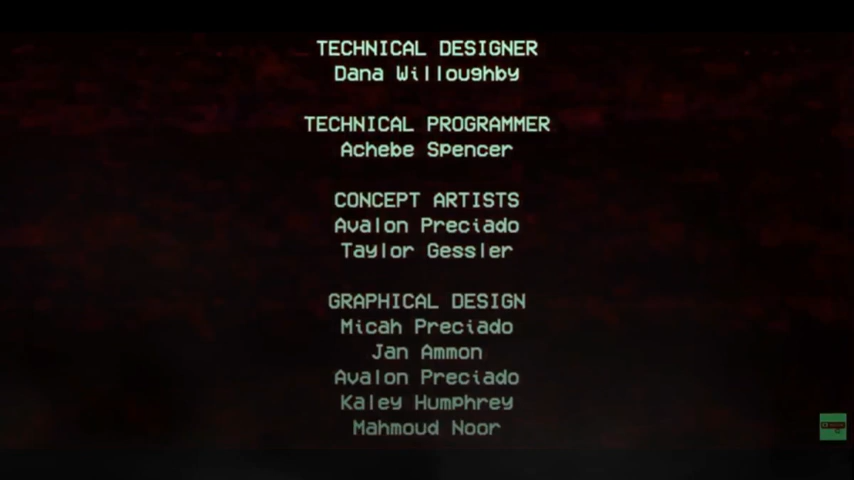 TECHNICAL DESIGNER
Dana Willoughby
TECHNICAL PROGRAMMER
Achebe Spencer
CONCEPT ARTISTS
Avalon Preciado
Taylor Gessler
GRAPHICAL DESIGN
Micah Preciado
Jan Ammon
Avalon Preciado
Kaley Humphrey
Mahmoud Noor